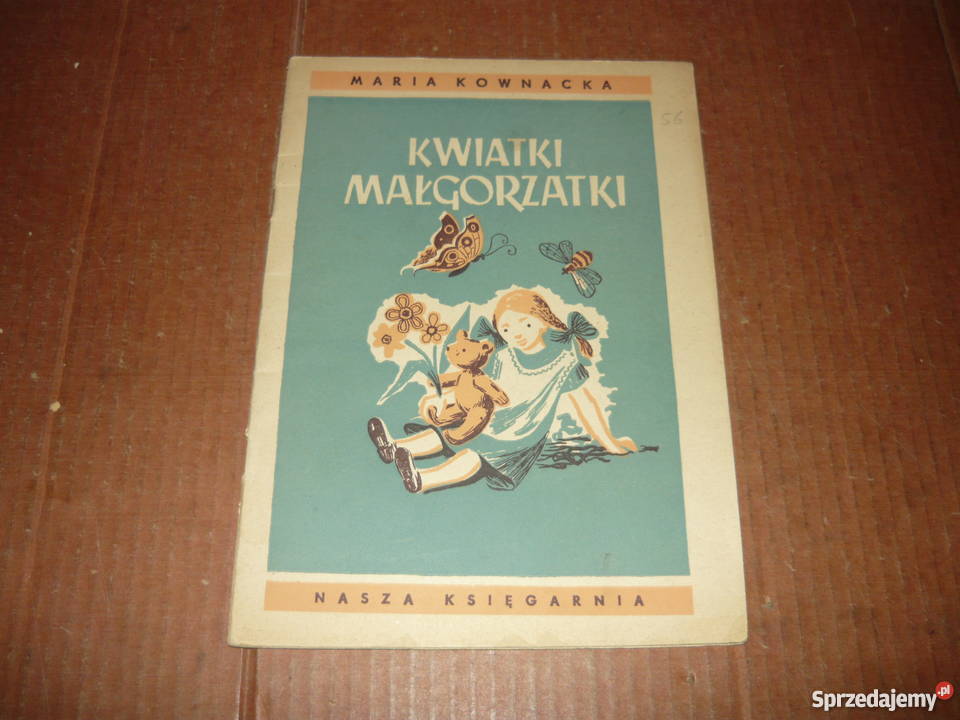 MARIA KOWNACKA
56
KWIATKI
MAŁGORZATKI
NASZA KSIĘGARNIA
Sprzedajemy.pl